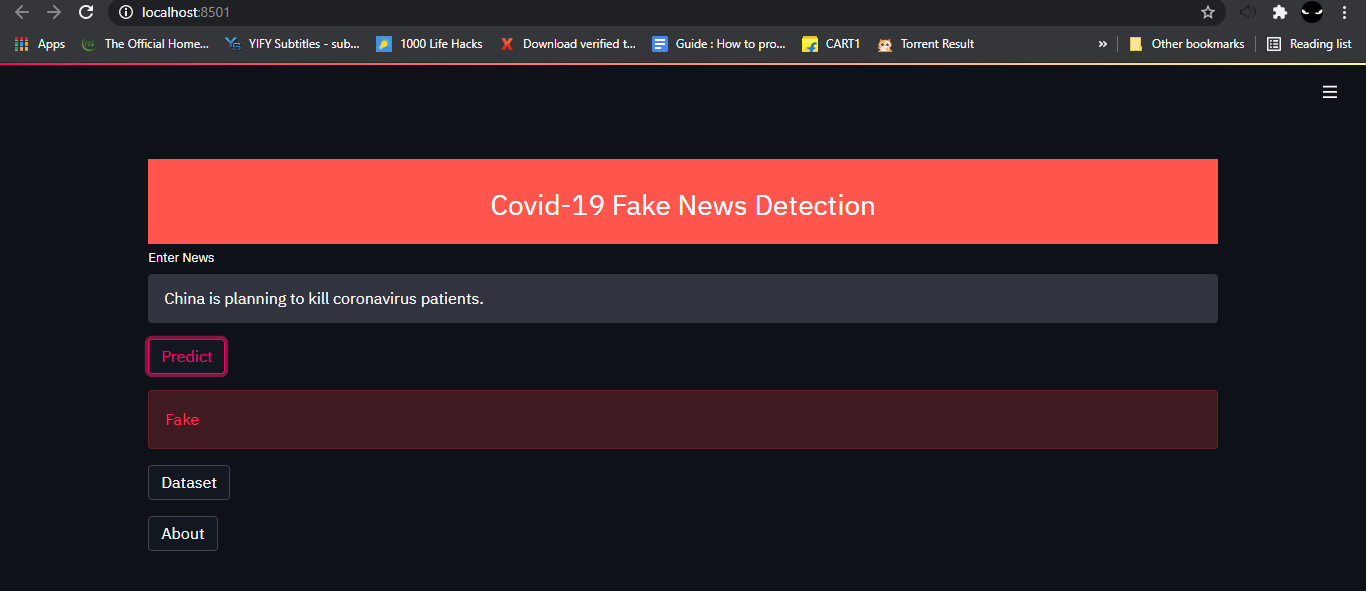 localhost:8501
Apps The Official Home... YIFY Subtitles - sub... 1000 Life Hacks Download verified t... Guide : How to pro... CART1 Torrent Result » Other bookmarks Reading list
Covid-19 Fake News Detection
Enter News
China is planning to kill coronavirus patients.
Predict
Fake
Dataset
About